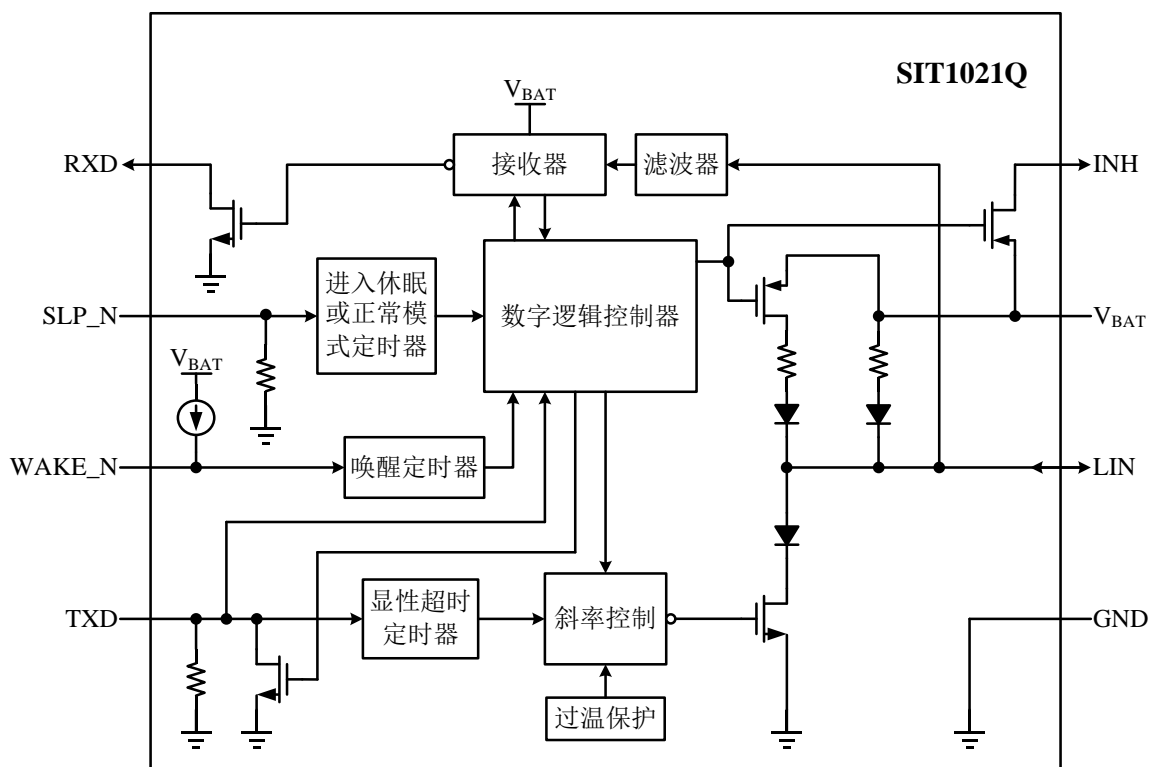 SIT1021Q
V_BAT
RXD
接收器
滤波器
INH
SLP_N
进入休眠
或正常模
式定时器
数字逻辑控制器
V_BAT
V_BAT
WAKE_N
唤醒定时器
LIN
TXD
显性超时
定时器
斜率控制
GND
过温保护